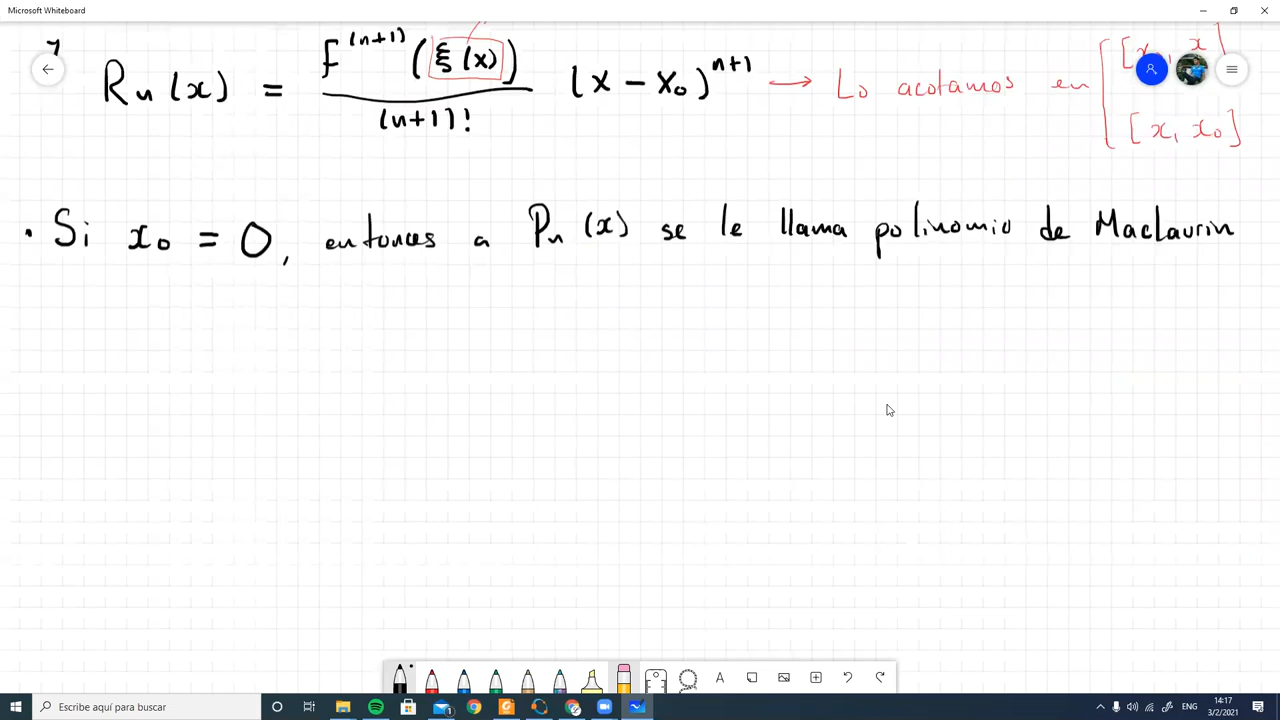 Microsoft Whiteboard
y
Rn (x) = f^(n+1) (ξ(x)) / (n+1)! (x - x₀)^n+1 → Lo acotamos en
[x₀, x]
[x, x₀]
· Si x₀ = 0, entonces a Pn (x) se le llama polinomio de Maclaurin
Escribe aquí para buscar
ENG
14:17
3/2/2021